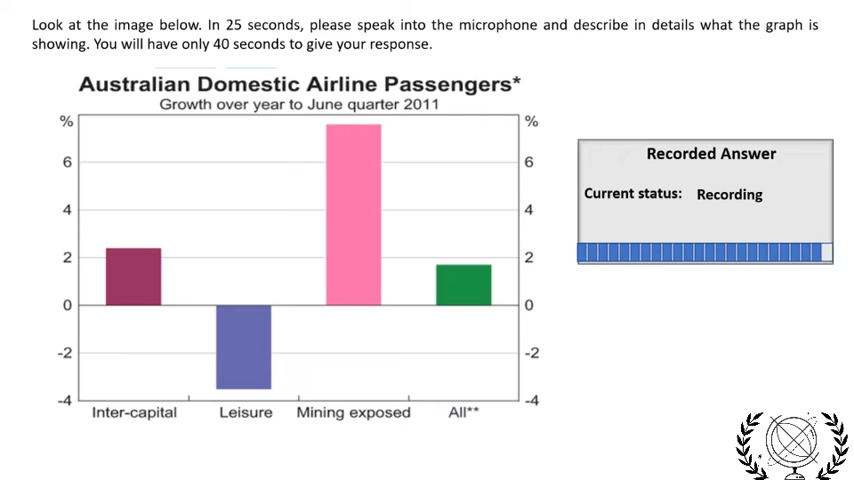 Look at the image below. In 25 seconds, please speak into the microphone and describe in details what the graph is
showing. You will have only 40 seconds to give your response.
Australian Domestic Airline Passengers*
Growth over year to June quarter 2011
% %
6 6
4 4
2 2
0 0
-2 -2
-4 -4
Inter-capital Leisure Mining exposed All**
Recorded Answer
Current status: Recording